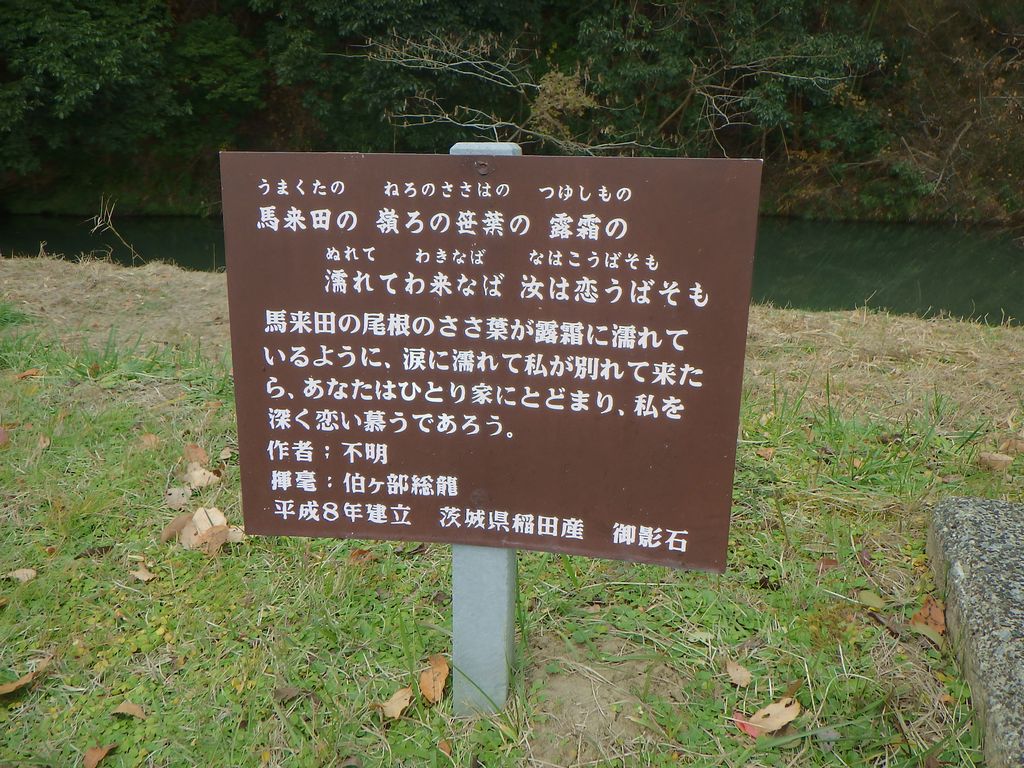 うまくたの ねろのささはの つゆしもの
馬来田の 嶺ろの笹葉の 露霜の
ぬれて わきなば なはこうばそも
濡れてわ来なば 汝は恋うばそも
馬来田の尾根のささ葉が露霜に濡れて
いるように、涙に濡れて私が別れて来た
ら、あなたはひとり家にとどまり、私を
深く恋い慕うであろう。
作者：不明
揮毫：伯ヶ部総龍
平成8年建立 茨城県稲田産 御影石